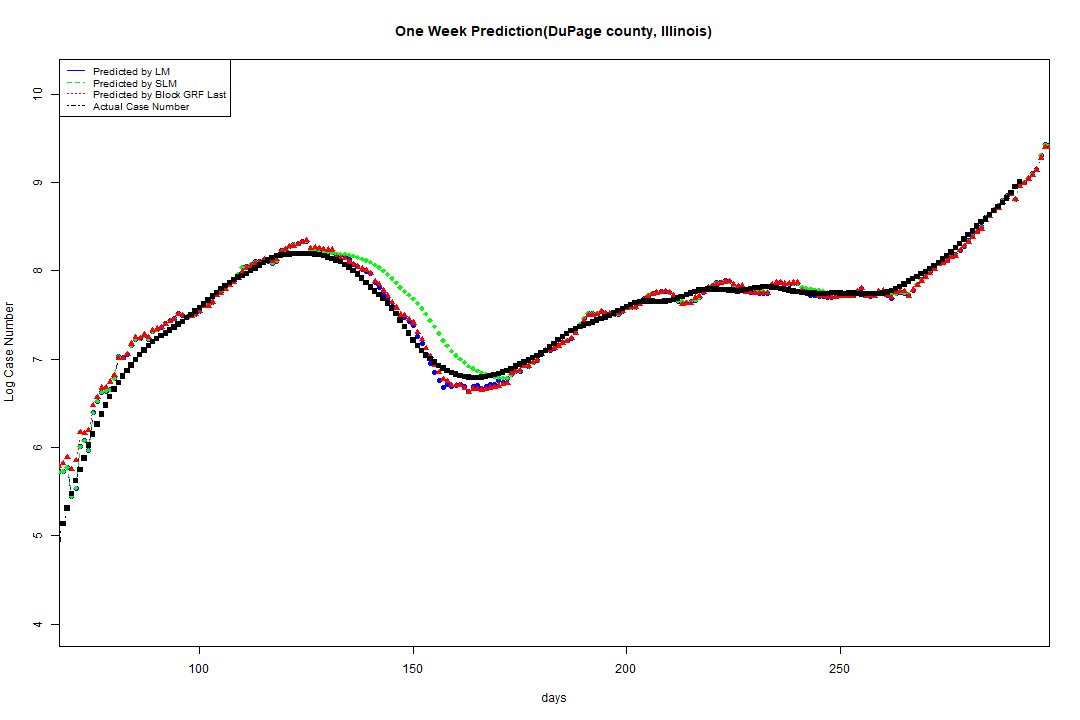 One Week Prediction(DuPage county, Illinois)
Predicted by LM
Predicted by SLM
Predicted by Block GRF Last
Actual Case Number
10
9
8
7
6
5
4
Log Case Number
100 150 200 250
days